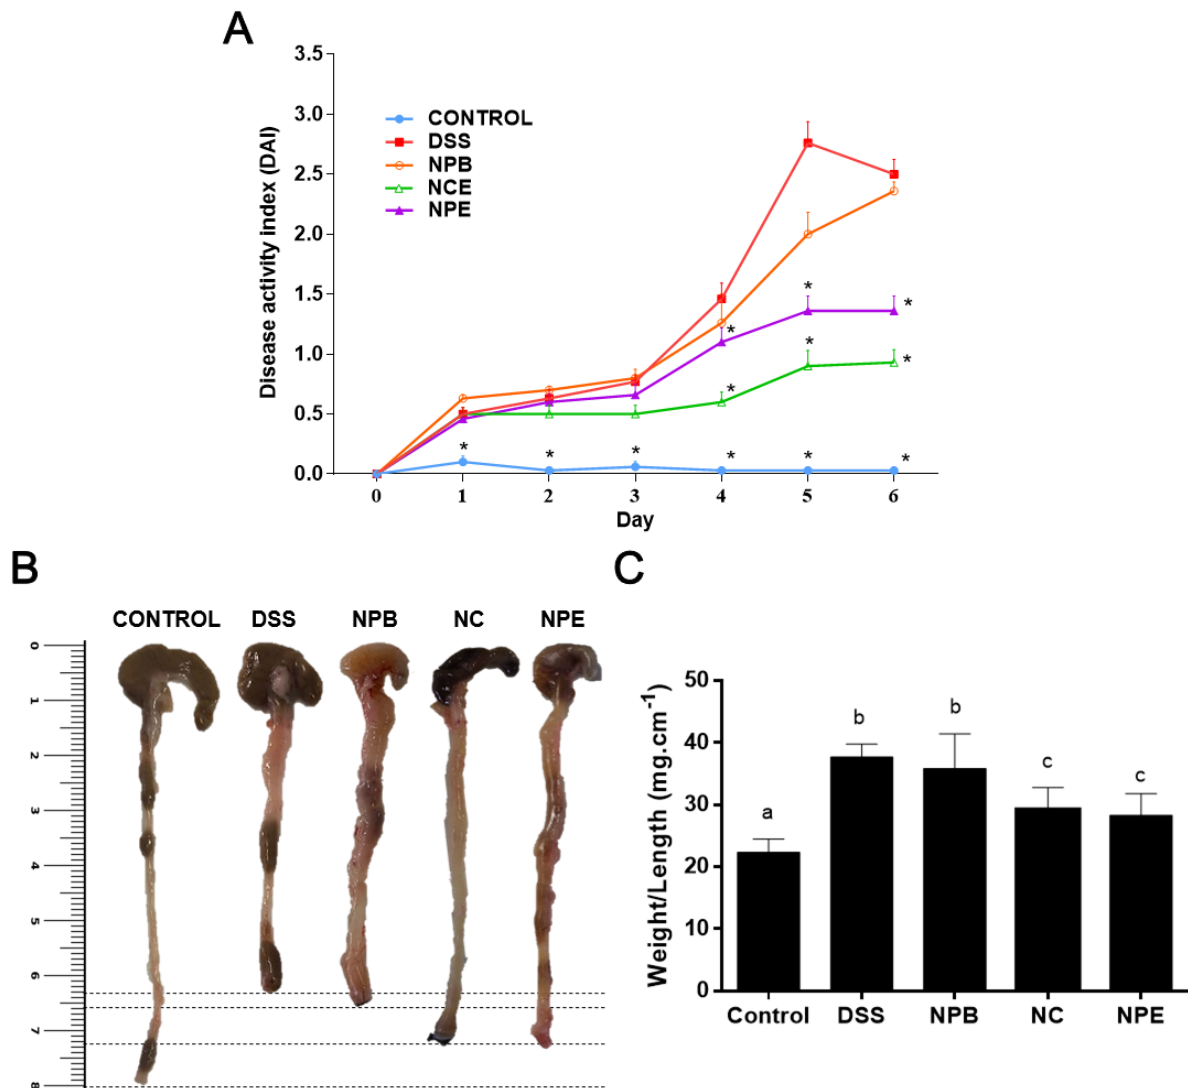 A
3.5
3.0
2.5
2.0
1.5
1.0
0.5
0.0
Disease activity index (DAI)
CONTROL
DSS
NPB
NCE
NPE
* * * * * *
* * *
* * *
0 1 2 3 4 5 6
Day
B
CONTROL DSS NPB NC NPE
0
1
2
3
4
5
6
7
8
C
50
40
30
20
10
0
Weight/Length (mg.cm-1)
a b b c c
Control DSS NPB NC NPE